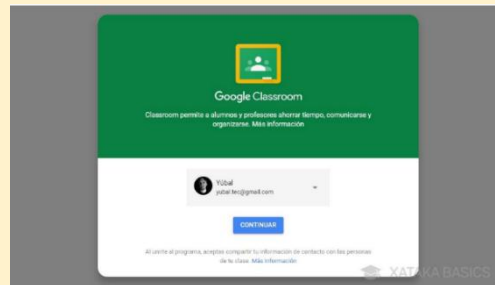 Google Classroom
Classroom permite a alumnos y profesores ahorrar tiempo, comunicarse y
organizarse. Más información
Yúbal
yubal.tec@gmail.com
CONTINUAR
Al unirte al programa, aceptas compartir tu información de contacto con las personas
de tu clase. Más información
XATAKA BASICS